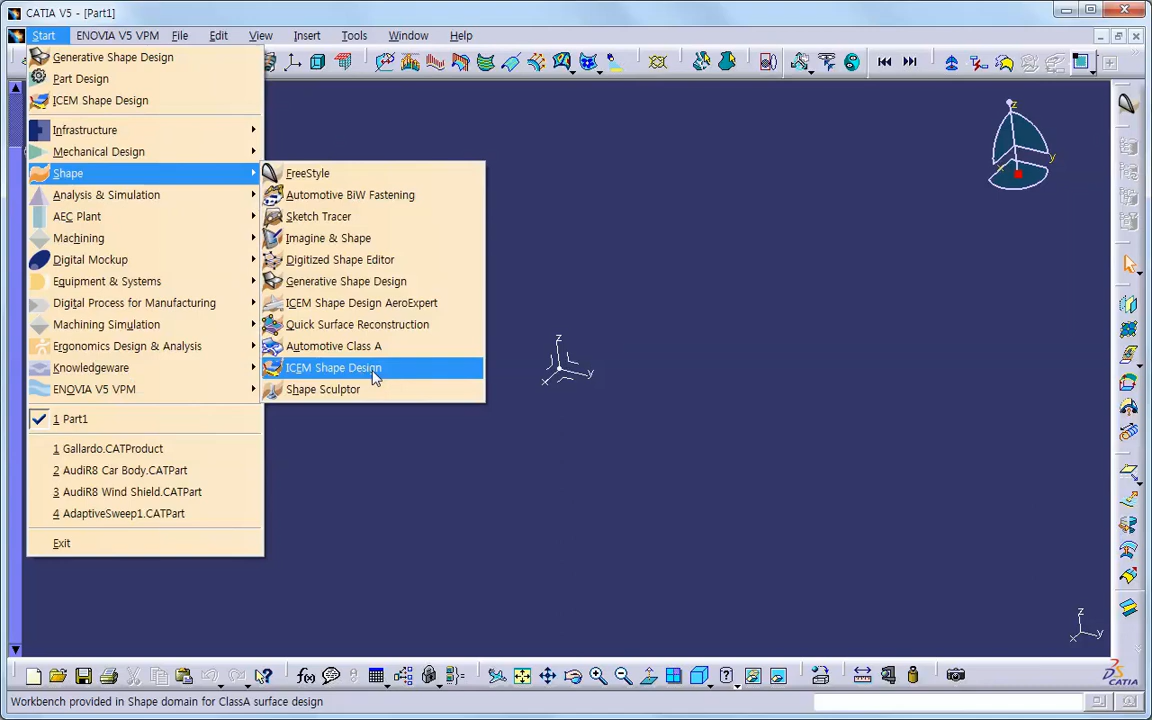 CATIA V5 - [Part1]
Start ENOVIA V5 VPM File Edit View Insert Tools Window Help
Generative Shape Design
Part Design
ICEM Shape Design
Infrastructure
Mechanical Design
Shape
Analysis & Simulation
AEC Plant
Machining
Digital Mockup
Equipment & Systems
Digital Process for Manufacturing
Machining Simulation
Ergonomics Design & Analysis
Knowledgeware
ENOVIA V5 VPM
1 Part1
1 Gallardo.CATProduct
2 AudiR8 Car Body.CATPart
3 AudiR8 Wind Shield.CATPart
4 AdaptiveSweep1.CATPart
Exit
FreeStyle
Automotive BiW Fastening
Sketch Tracer
Imagine & Shape
Digitized Shape Editor
Generative Shape Design
ICEM Shape Design AeroExpert
Quick Surface Reconstruction
Automotive Class A
ICEM Shape Design
Shape Sculptor
z
y
x
z
y
x
z
y
x
f(x)
CATIA
Workbench provided in Shape domain for ClassA surface design